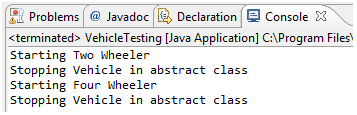 Problems @ Javadoc Declaration Console
<terminated> VehicleTesting [Java Application] C:\Program Files\
Starting Two Wheeler
Stopping Vehicle in abstract class
Starting Four Wheeler
Stopping Vehicle in abstract class